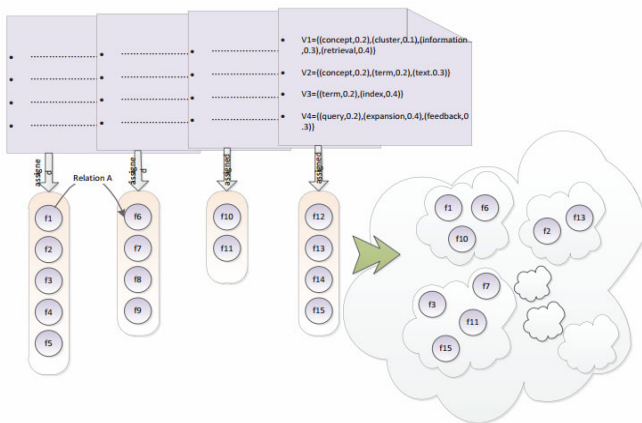 V1={(concept,0.2),(cluster,0.1),(information
,0.3),(retrieval,0.4)}
V2={(concept,0.2),(term,0.2),(text.0.3)}
V3={(term,0.2),(index,0.4)}
V4={(query,0.2),(expansion,0.4),(feedback,0
.3)}
assigne
d
assigne
d
assigned
assigned
Relation A
f1
f2
f3
f4
f5
f6
f7
f8
f9
f10
f11
f12
f13
f14
f15
f1
f6
f10
f2
f13
f3
f7
f11
f15